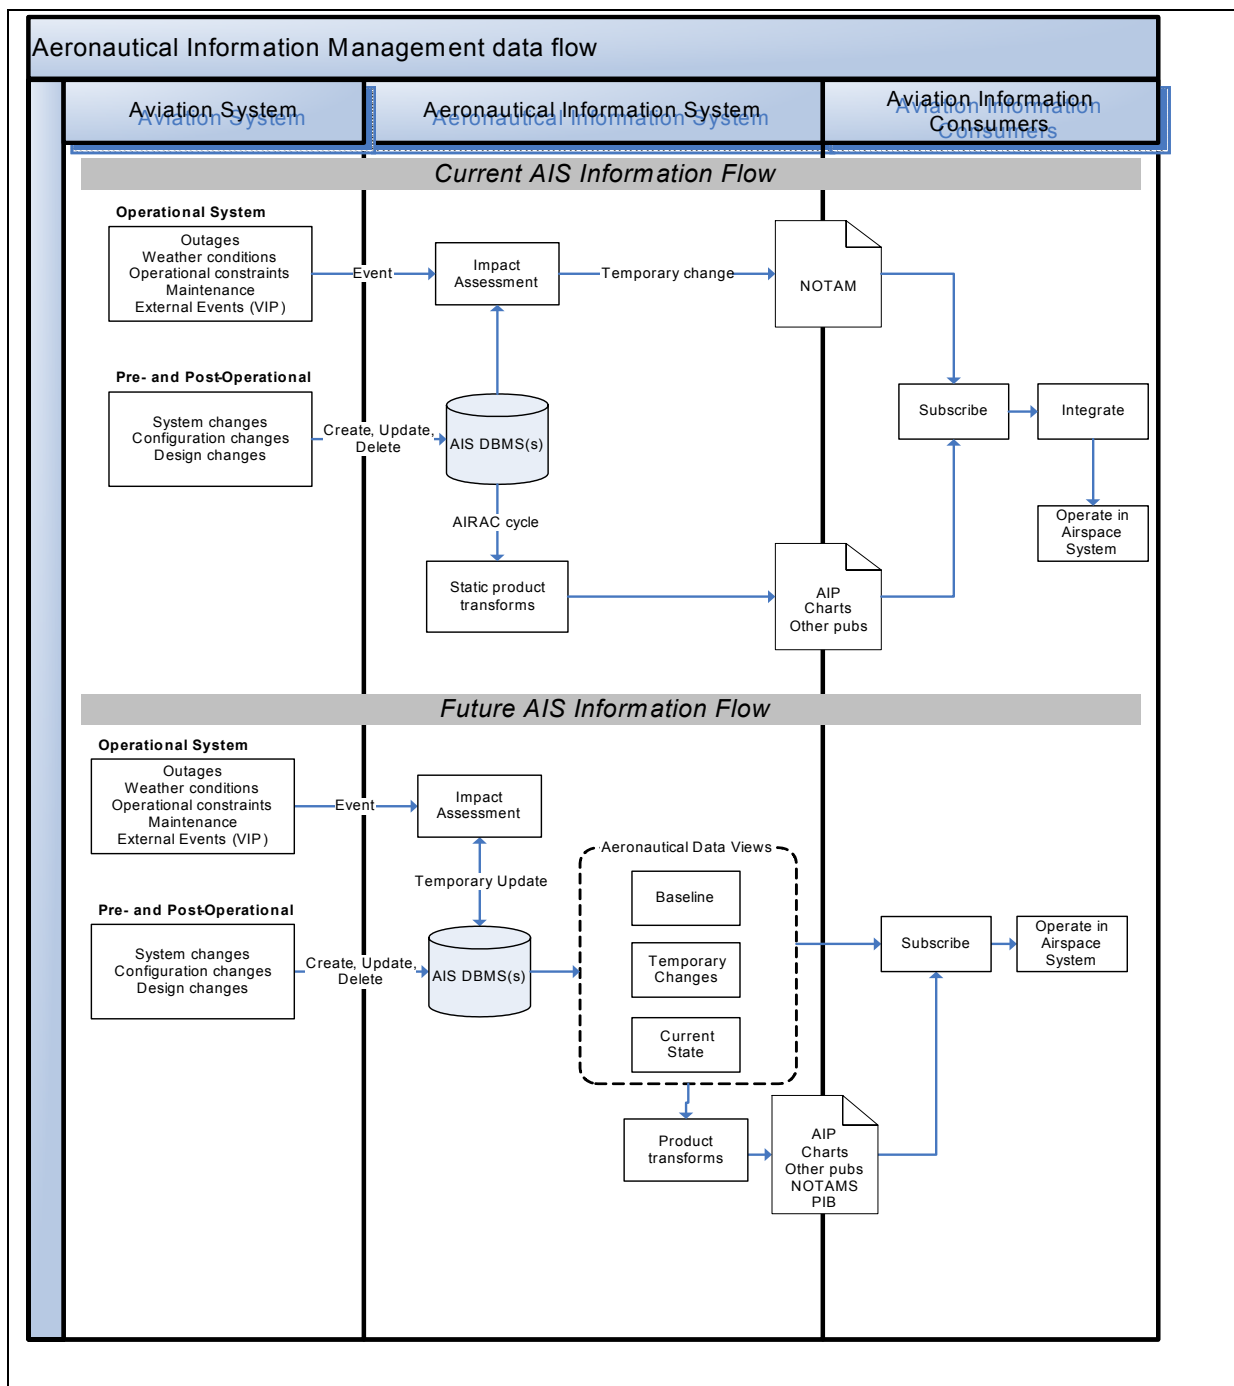 Aeronautical Information Management data flow
Aviation System
Aeronautical Information System
Aviation Information
Consumers
Current AIS Information Flow
Operational System
Outages
Weather conditions
Operational constraints
Maintenance
External Events (VIP)
Event
Impact
Assessment
Temporary change
NOTAM
Pre- and Post-Operational
System changes
Configuration changes
Design changes
Create, Update,
Delete
AIS DBMS(s)
Subscribe
Integrate
AIRAC cycle
Operate in
Airspace
System
Static product
transforms
AIP
Charts
Other pubs
Future AIS Information Flow
Operational System
Outages
Weather conditions
Operational constraints
Maintenance
External Events (VIP)
Event
Impact
Assessment
Temporary Update
Aeronautical Data Views
Baseline
Temporary
Changes
Current
State
Pre- and Post-Operational
System changes
Configuration changes
Design changes
Create, Update,
Delete
AIS DBMS(s)
Subscribe
Operate in
Airspace
System
Product
transforms
AIP
Charts
Other pubs
NOTAMS
PIB